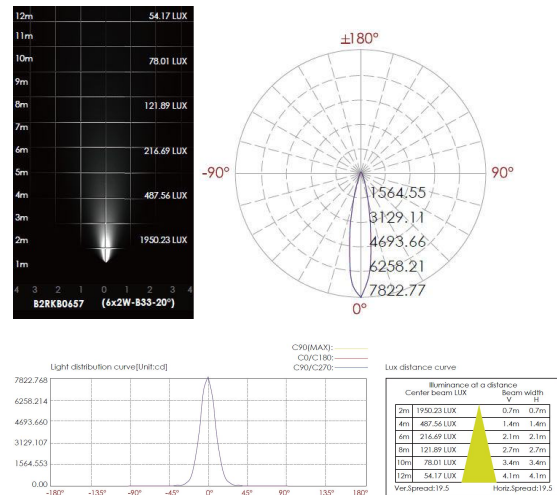 12m 54.17 LUX
11m
10m 78.01 LUX
9m
8m 121.89 LUX
7m
6m 216.69 LUX
5m
4m 487.56 LUX
3m
2m 1950.23 LUX
1m
4 3 2 1 0 1 2 3 4
B2RKB0657 (6x2W-B33-20°)
±180°
-90° 90°
1564.55
3129.11
4693.66
6258.21
7822.77
0°
C90(MAX):
C0/C180:
C90/C270:
Light distribution curve[Unit:cd]
7822.768
6258.214
4693.660
3129.107
1564.553
0.00
-180° -135° -90° -45° 0° 45° 90° 135° 180°
Lux distance curve
Illuminance at a distance
Center beam LUX Beam width
V H
2m 1950.23 LUX 0.7m 0.7m
4m 487.56 LUX 1.4m 1.4m
6m 216.69 LUX 2.1m 2.1m
8m 121.89 LUX 2.7m 2.7m
10m 78.01 LUX 3.4m 3.4m
12m 54.17 LUX 4.1m 4.1m
Ver.Spread:19.5 Horiz.Spread:19.5